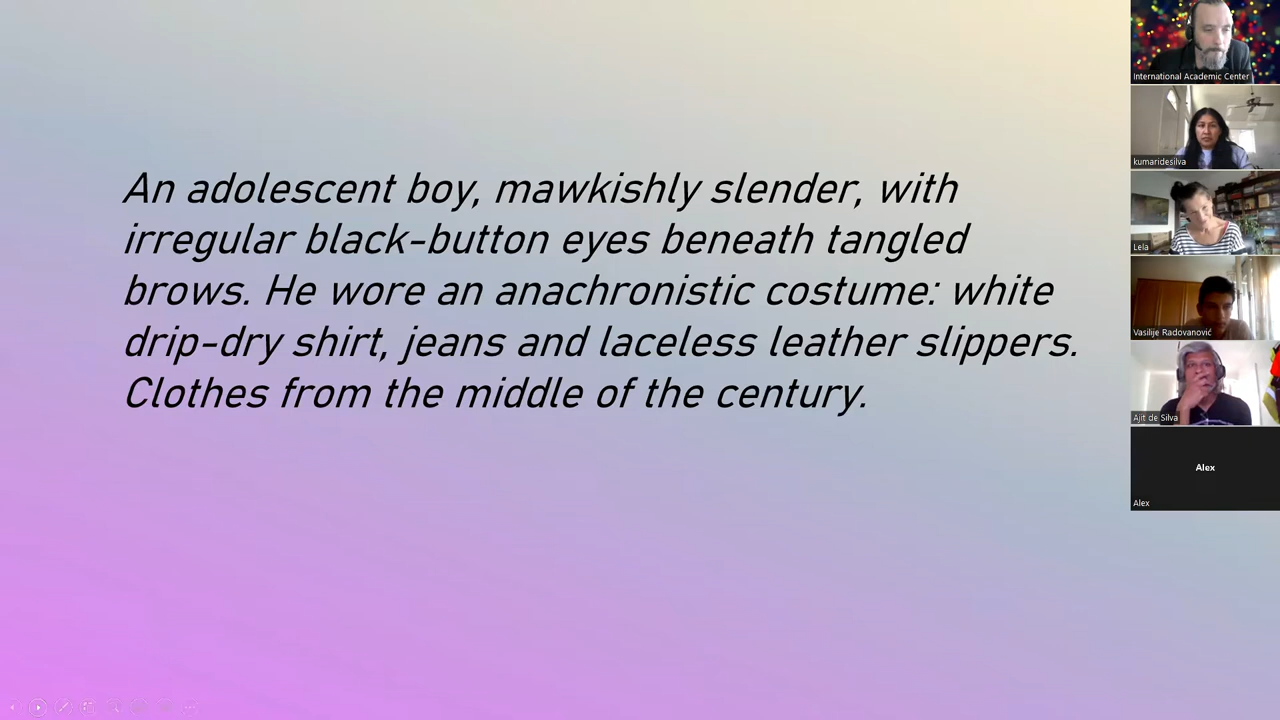 An adolescent boy, mawkishly slender, with
irregular black-button eyes beneath tangled
brows. He wore an anachronistic costume: white
drip-dry shirt, jeans and laceless leather slippers.
Clothes from the middle of the century.
International Academic Center
kumaridesilva
Lela
Vasilije Radovanović
Ajit de Silva
Alex
Alex